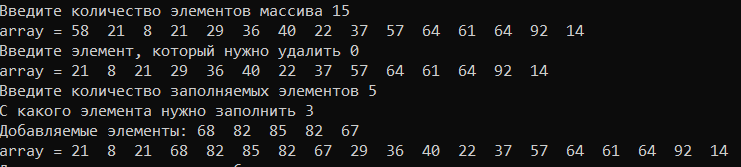 Введите количество элементов массива 15
array = 58  21  8  21  29  36  40  22  37  57  64  61  64  92  14
Введите элемент, который нужно удалить 0
array = 21  8  21  29  36  40  22  37  57  64  61  64  92  14
Введите количество заполняемых элементов 5
С какого элемента нужно заполнить 3
Добавляемые элементы: 68  82  85  82  67
array = 21  8  21  68  82  85  82  67  29  36  40  22  37  57  64  61  64  92  14